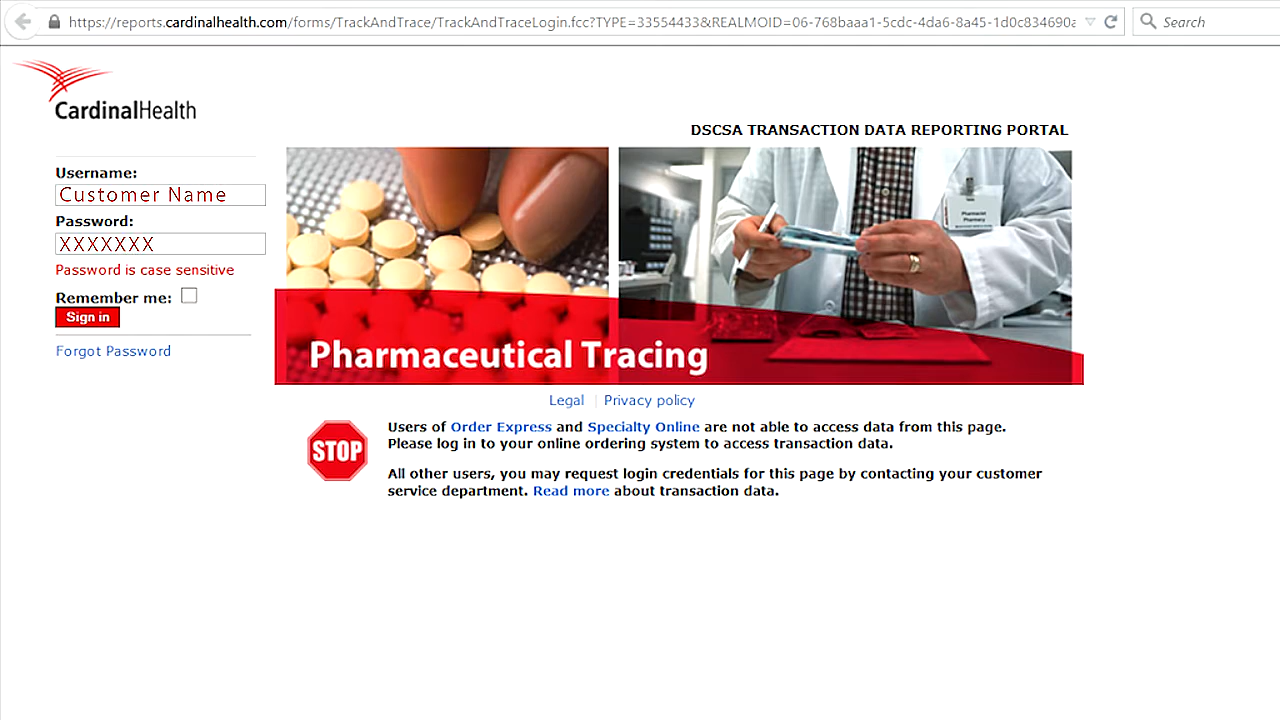 https://reports.cardinalhealth.com/forms/TrackAndTrace/TrackAndTraceLogin.fcc?TYPE=33554433&REALMOID=06-768baaa1-5cdc-4da6-8a45-1d0c834690a
Search
CardinalHealth
DSCSA TRANSACTION DATA REPORTING PORTAL
Username:
Customer Name
Password:
XXXXXXX
Password is case sensitive
Remember me:
Sign in
Forgot Password
Pharmacist
Pharmacy
Pharmaceutical Tracing
Legal | Privacy policy
STOP
Users of Order Express and Specialty Online are not able to access data from this page.
Please log in to your online ordering system to access transaction data.
All other users, you may request login credentials for this page by contacting your customer
service department. Read more about transaction data.